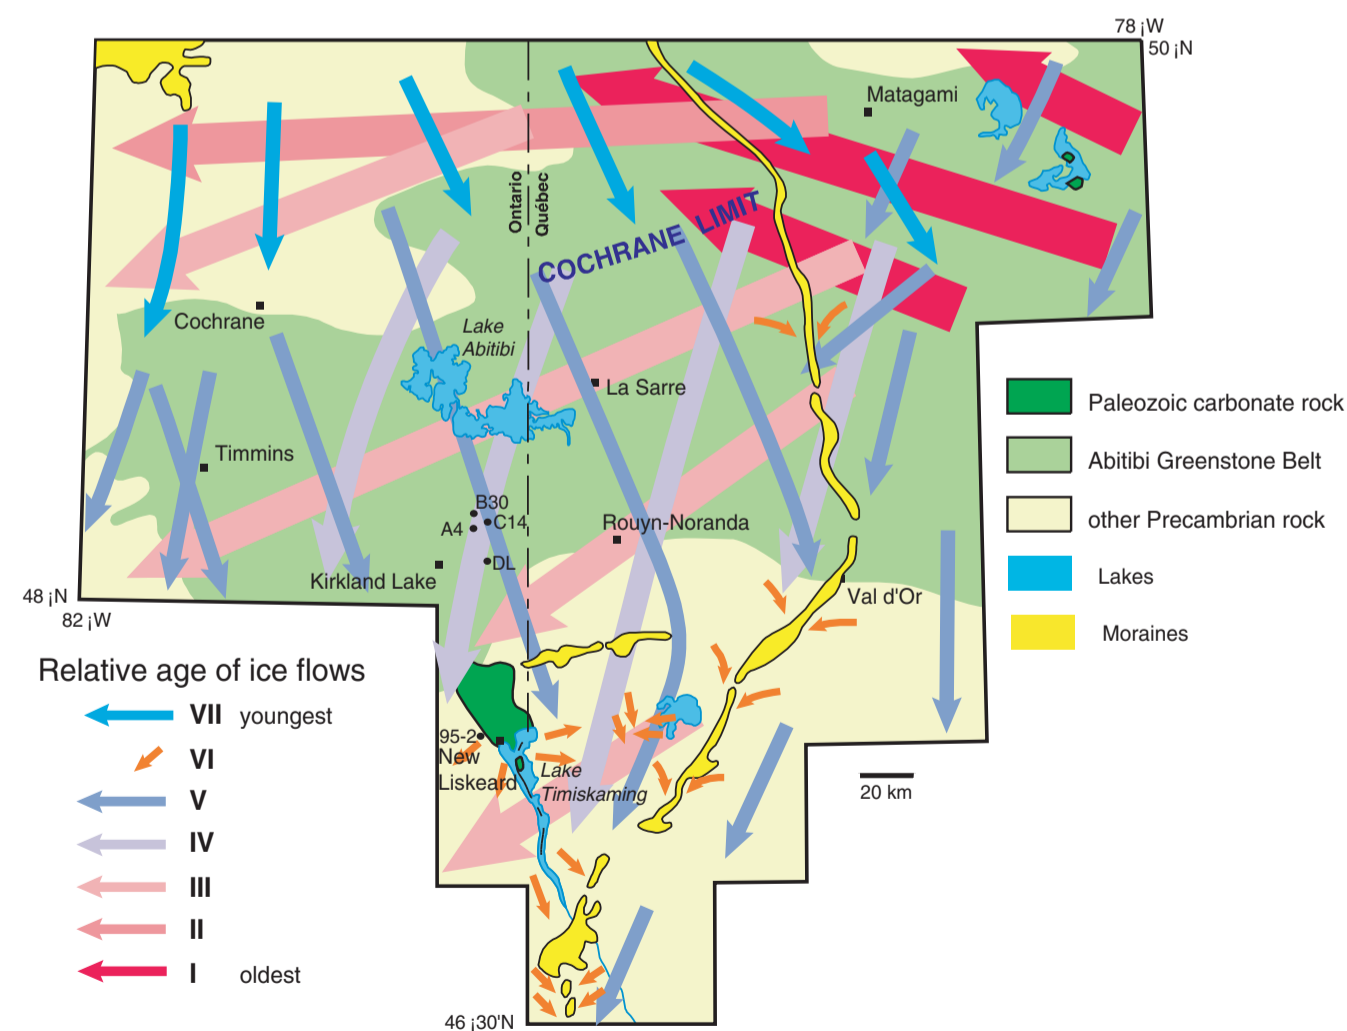 78 ¡W
50 ¡N
Matagami
Ontario
Québec
COCHRANE LIMIT
Cochrane
Lake
Abitibi
La Sarre
Timmins
B30
C14
A4
DL
Rouyn-Noranda
Kirkland Lake
Val d'Or
48 ¡N
82 ¡W
95-2
New
Liskeard
Lake
Timiskaming
20 km
46 ¡30'N
Paleozoic carbonate rock
Abitibi Greenstone Belt
other Precambrian rock
Lakes
Moraines
Relative age of ice flows
VII youngest
VI
V
IV
III
II
I oldest